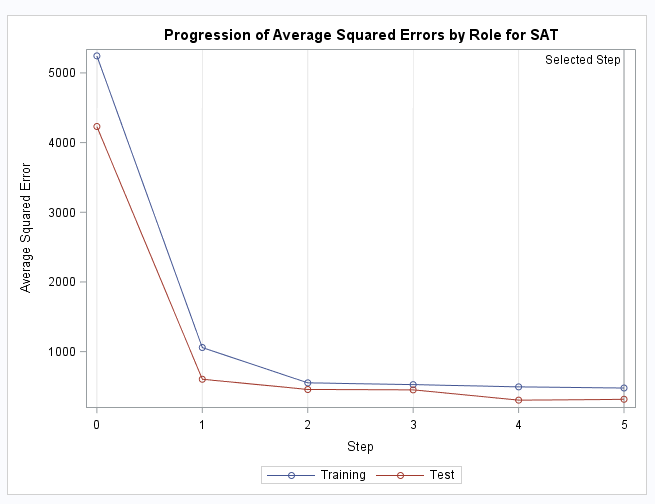 Progression of Average Squared Errors by Role for SAT
Selected Step
5000
4000
3000
2000
1000
Average Squared Error
0 1 2 3 4 5
Step
Training Test